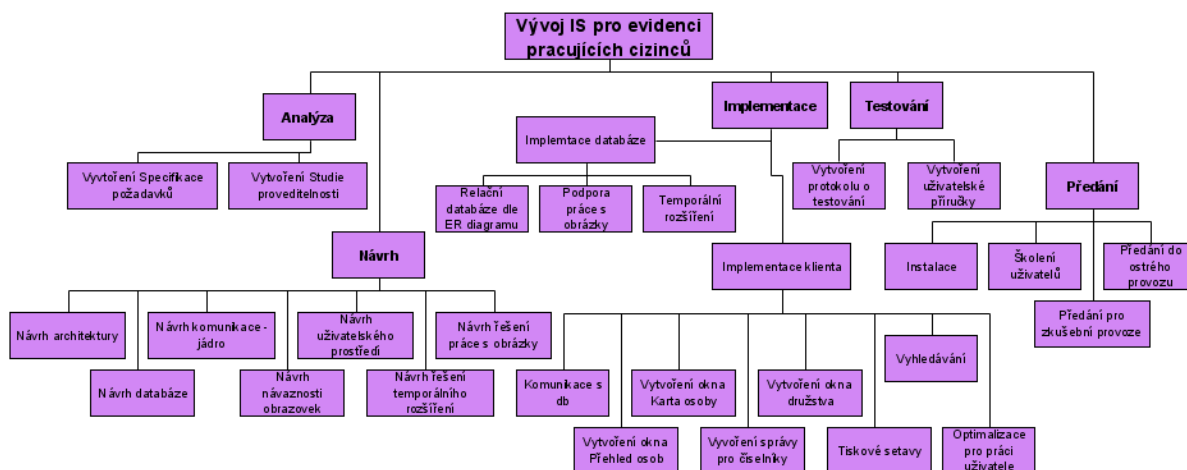 Vývoj IS pro evidenci
pracujících cizinců
Analýza
Implementace
Testování
Implemtace databáze
Vyvtoření Specifikace
požadavků
Vytvoření Studie
proveditelnosti
Vytvoření
protokolu o
testování
Vytvoření
uživatelské
příručky
Předání
Relační
databáze dle
ER diagramu
Podpora
práce s
obrázky
Temporální
rozšíření
Návrh
Implementace klienta
Instalace
Školení
uživatelů
Předání do
ostrého
provozu
Návrh architektury
Návrh komunikace -
jádro
Návrh
uživatelského
prostředí
Návrh řešení
práce s obrázky
Předání pro
zkušební provoze
Návrh databáze
Návrh
návaznosti
obrazovek
Návrh řešení
temporálního
rozšíření
Komunikace s
db
Vytvoření okna
Karta osoby
Vytvoření okna
družstva
Vyhledávání
Vytvoření okna
Přehled osob
Vyvoření správy
pro číselníky
Tiskové setavy
Optimalizace
pro práci
uživatele